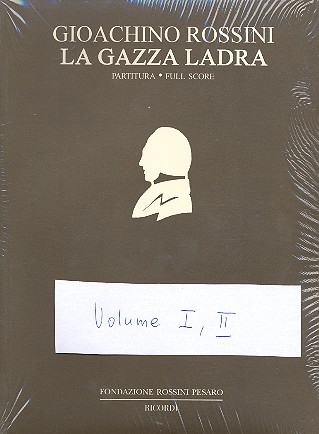 GIOACHINO ROSSINI
LA GAZZA LADRA
PARTITURA • FULL SCORE
Volume I, II
FONDAZIONE ROSSINI PESARO
RICORDI